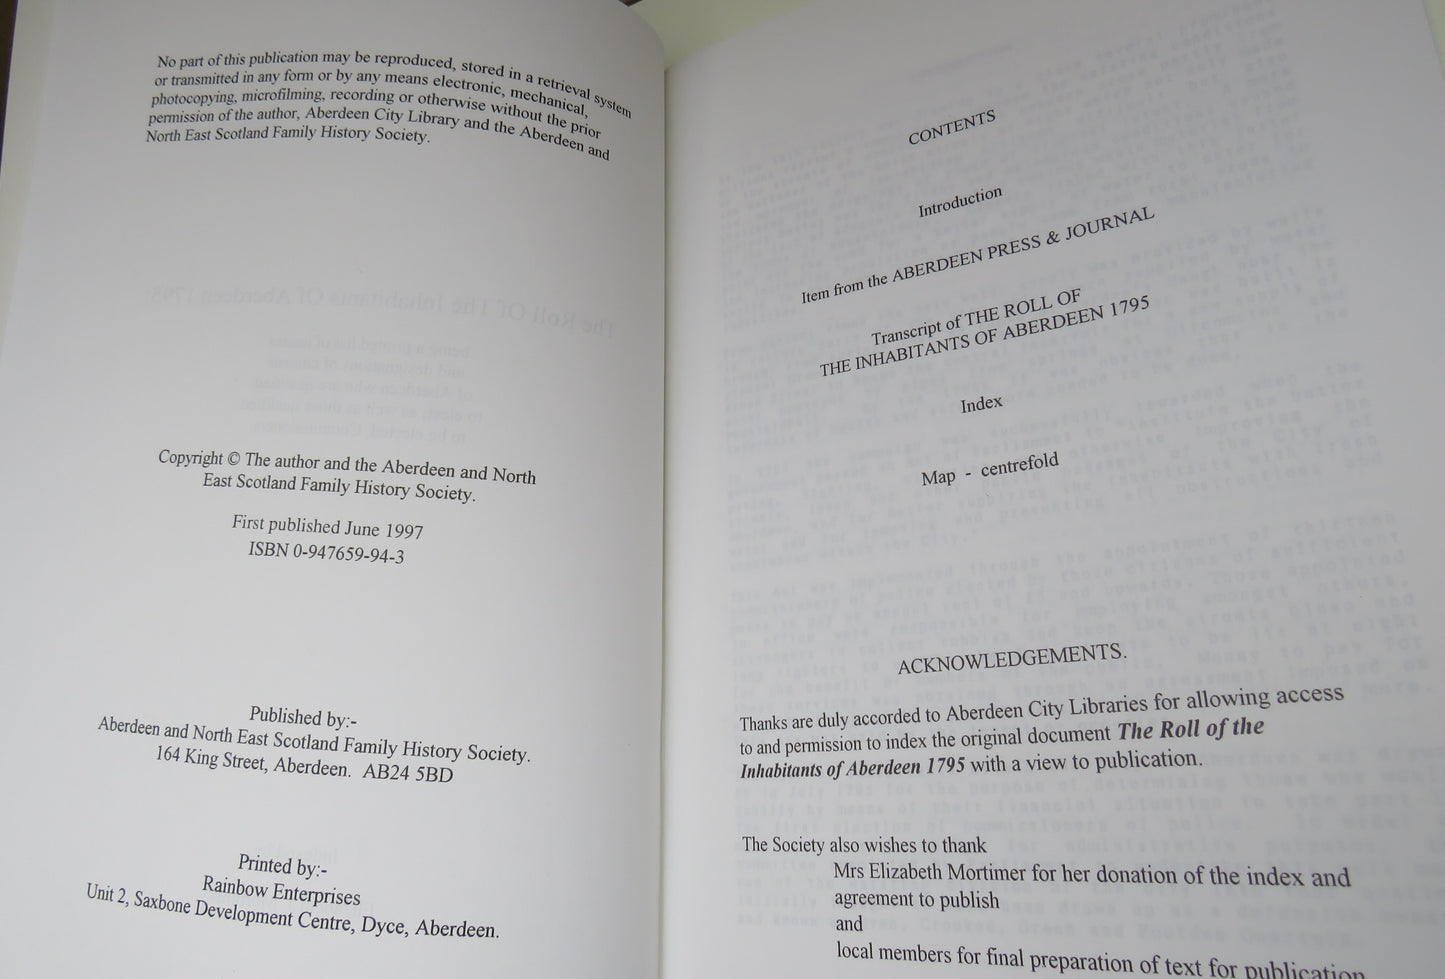 No part of this publication may be reproduced, stored in a retrieval system
or transmitted in any form or by any means electronic, mechanical,
photocopying, microfilming, recording or otherwise without the prior
permission of the author, Aberdeen City Library and the Aberdeen and
North East Scotland Family History Society.
Copyright © The author and the Aberdeen and North
East Scotland Family History Society.
First published June 1997
ISBN 0-947659-94-3
Published by:-
Aberdeen and North East Scotland Family History Society.
164 King Street, Aberdeen. AB24 5BD
Printed by:-
Rainbow Enterprises
Unit 2, Saxbone Development Centre, Dyce, Aberdeen.
CONTENTS
Introduction
Item from the ABERDEEN PRESS & JOURNAL
Transcript of THE ROLL OF
THE INHABITANTS OF ABERDEEN 1795
Index
Map - centrefold
ACKNOWLEDGEMENTS.
Thanks are duly accorded to Aberdeen City Libraries for allowing access
to and permission to index the original document The Roll of the
Inhabitants of Aberdeen 1795 with a view to publication.
The Society also wishes to thank
Mrs Elizabeth Mortimer for her donation of the index and
agreement to publish
and
local members for final preparation of text for publication